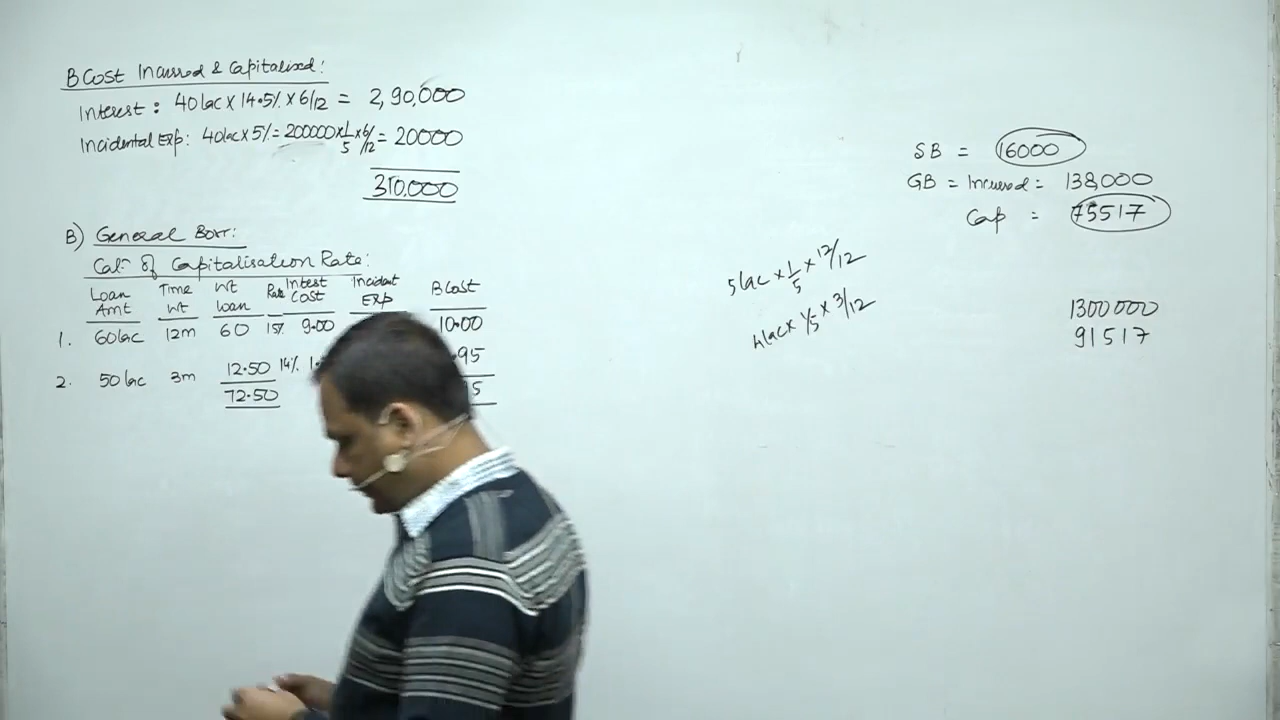 B Cost Incurred & Capitalised:
Interest: 40 lac × 14.5% × 6/12 = 2,90,000
Incidental Exp: 40 lac × 5% = 200000 × 1/5 × 6/12 = 20000
310,000
B) General Borr:
Caln of Capitalisation Rate:
Loan Amt Time Wt Wt loan Rate Intest Cost Incident Exp B Cost
1. 60 lac 12m 60 15% 9.00 10.00
2. 50 lac 3m 12.50 14% 1. .95
72.50 5
SB = 16000
GB = Incurred = 138,000
Cap = 75517
5 lac × 1/5 × 12/12
4 lac × 1/5 × 3/12
1300000
91517